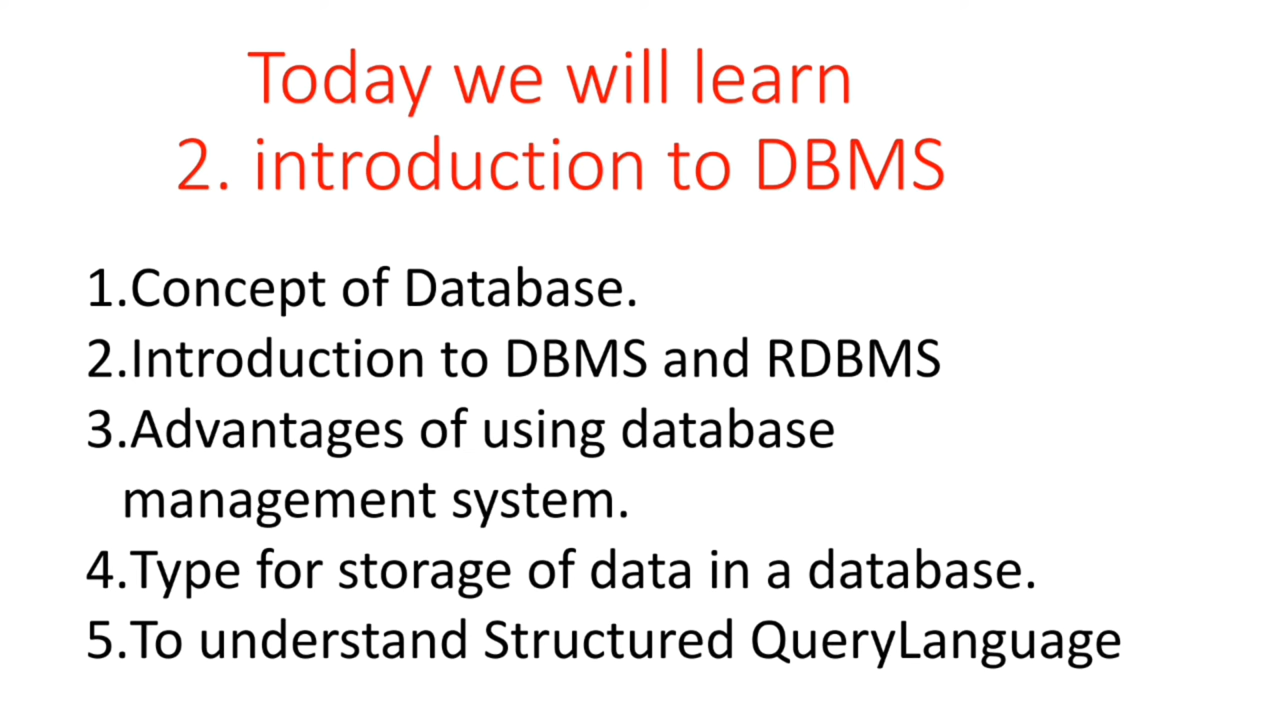 Today we will learn
2. introduction to DBMS
1.Concept of Database.
2.Introduction to DBMS and RDBMS
3.Advantages of using database
management system.
4.Type for storage of data in a database.
5.To understand Structured QueryLanguage